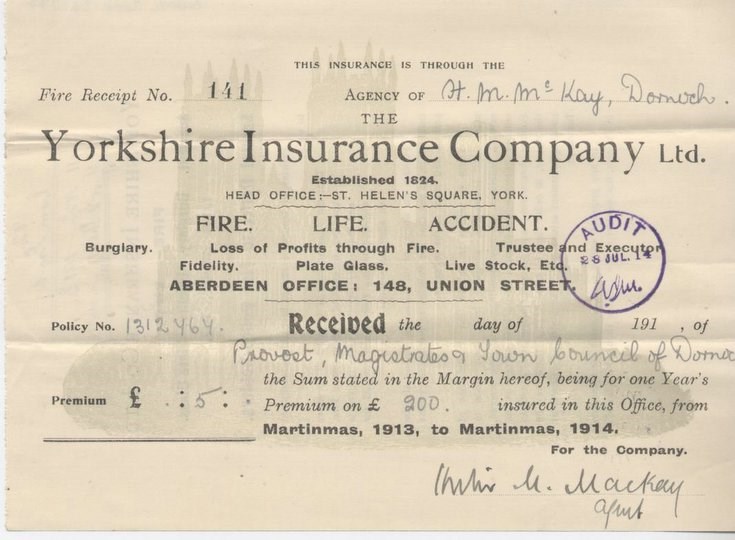 THIS INSURANCE IS THROUGH THE
Fire Receipt No. 141 AGENCY OF H. M. Mc Kay, Dornoch.
THE
Yorkshire Insurance Company Ltd.
Established 1824.
HEAD OFFICE:—ST. HELEN'S SQUARE, YORK.
FIRE. LIFE. ACCIDENT.
Burglary. Loss of Profits through Fire. Trustee and Executor
Fidelity. Plate Glass. Live Stock, Etc.
ABERDEEN OFFICE: 148, UNION STREET.
AUDIT
28 JUL. 14
Policy No. 1312464. Received the day of 191 , of
Provost, Magistrates & Town Council of Dornoc
the Sum stated in the Margin hereof, being for one Year's
Premium £ . : 5 : . Premium on £ 200. insured in this Office, from
Martinmas, 1913, to Martinmas, 1914.
For the Company.
M. Mackay
Agent